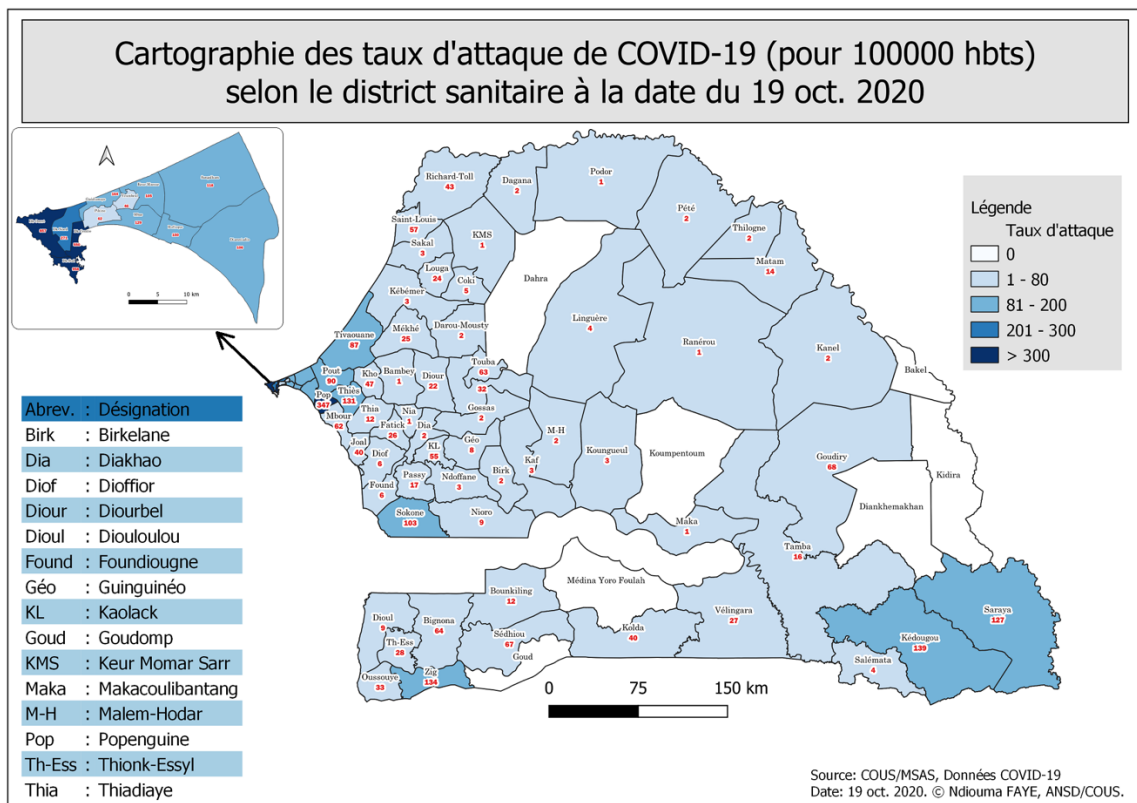 Cartographie des taux d'attaque de COVID-19 (pour 100000 hbts)
selon le district sanitaire à la date du 19 oct. 2020
0 5 10 km
Légende
Taux d'attaque
0
1 - 80
81 - 200
201 - 300
> 300
Richard-Toll
43
Dagana
2
Podor
1
Pété
2
Thilogne
2
Matam
14
Saint-Louis
57
Sakal
3
KMS
1
Louga
24
Coki
5
Dahra
Kébémer
3
Linguère
4
Ranérou
1
Kanel
2
Bakel
Tivaouane
87
Mékhé
25
Darou-Mousty
2
Touba
63
32
Pout
90
Kho
47
Bambey
1
Diour
22
Pop
347
Thiès
131
Mbour
62
Thia
12
Nia
1
Gossas
2
Fatick
26
Dia
2
Joal
40
Diof
6
KL
55
Géo
8
M-H
2
Koungueul
3
Koumpentoum
Goudiry
68
Kidira
Found
6
Passy
17
Ndoffane
3
Birk
2
Kaf
3
Diankhemakhan
Sokone
103
Nioro
9
Maka
1
Tamba
16
Médina Yoro Foulah
Bounkiling
12
Dioul
9
Bignona
64
Sédhiou
67
Kolda
40
Vélingara
27
Saraya
127
Kédougou
139
Th-Ess
28
Goud
Salémata
4
Oussouye
33
Zig
134
0 75 150 km
Abrev. : Désignation
Birk : Birkelane
Dia : Diakhao
Diof : Dioffior
Diour : Diourbel
Dioul : Diouloulou
Found : Foundiougne
Géo : Guinguinéo
KL : Kaolack
Goud : Goudomp
KMS : Keur Momar Sarr
Maka : Makacoulibantang
M-H : Malem-Hodar
Pop : Popenguine
Th-Ess : Thionk-Essyl
Thia : Thiadiaye
Source: COUS/MSAS, Données COVID-19
Date: 19 oct. 2020. © Ndiouma FAYE, ANSD/COUS.